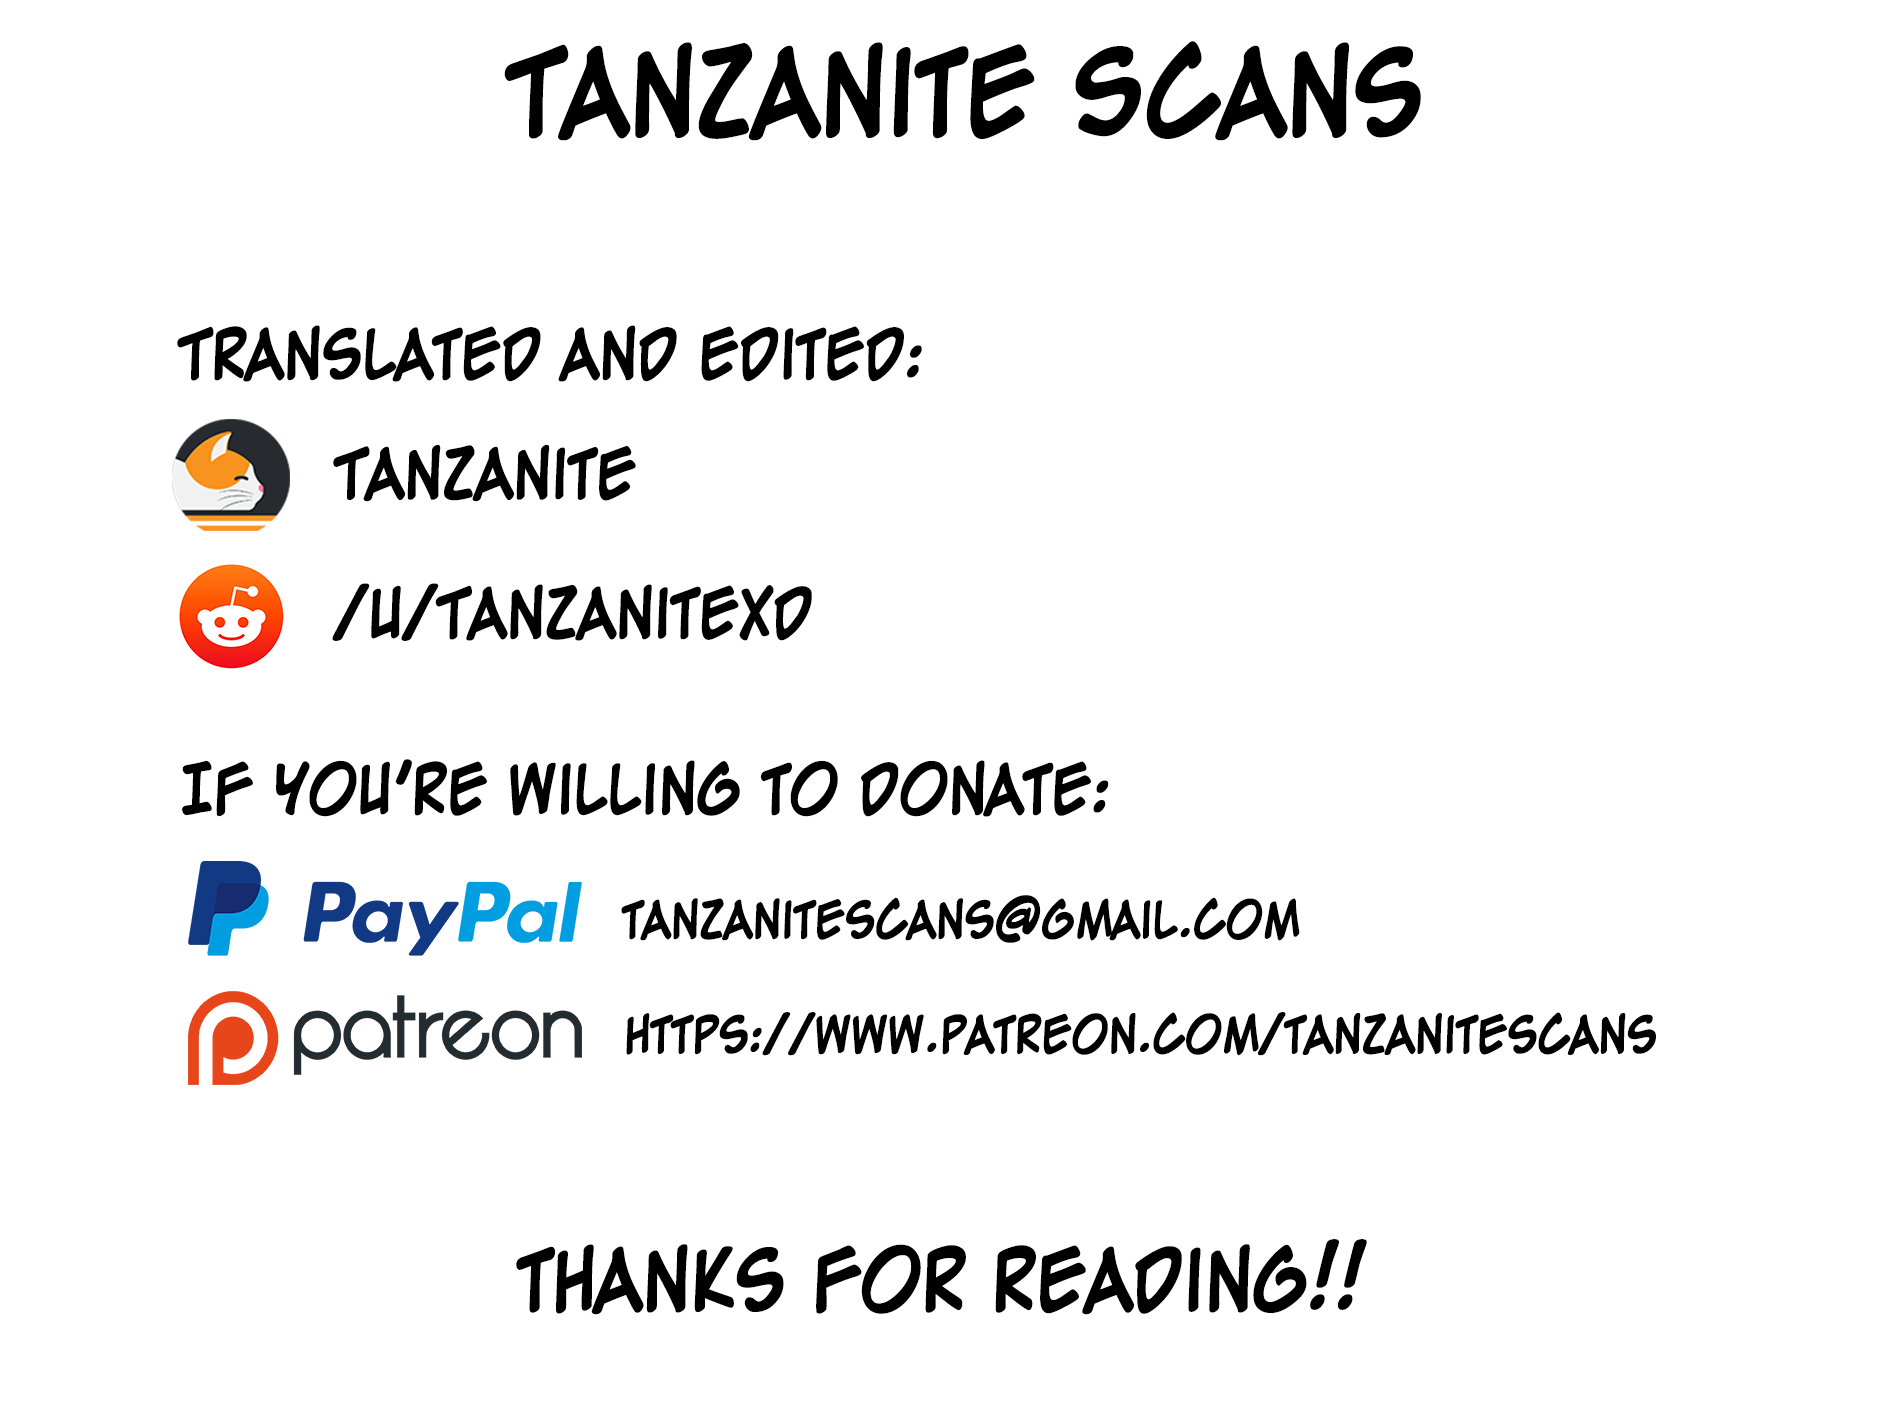 TANZANITE SCANS
TRANSLATED AND EDITED:
TANZANITE
/U/TANZANITEXD
IF YOU'RE WILLING TO DONATE:
PayPal TANZANITESCANS@GMAIL.COM
patreon HTTPS://WWW.PATREON.COM/TANZANITESCANS
THANKS FOR READING!!